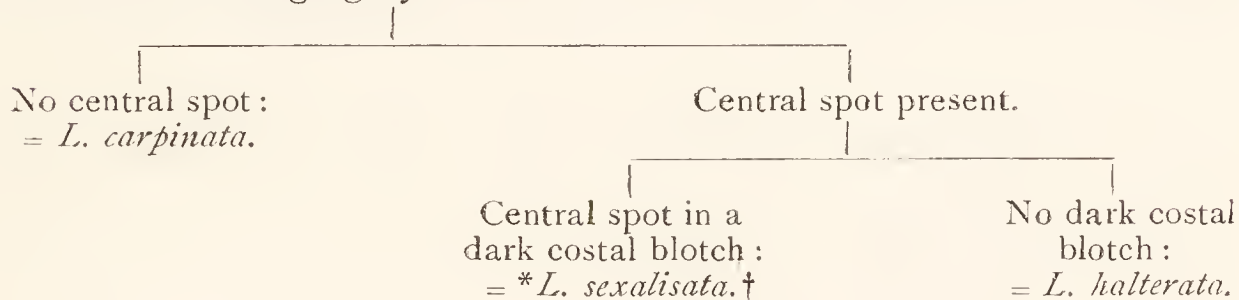 No central spot :
= L. carpinata.
Central spot present.
Central spot in a
dark costal blotch :
= *L. sexalisata.†
No dark costal
blotch :
= L. halterata.